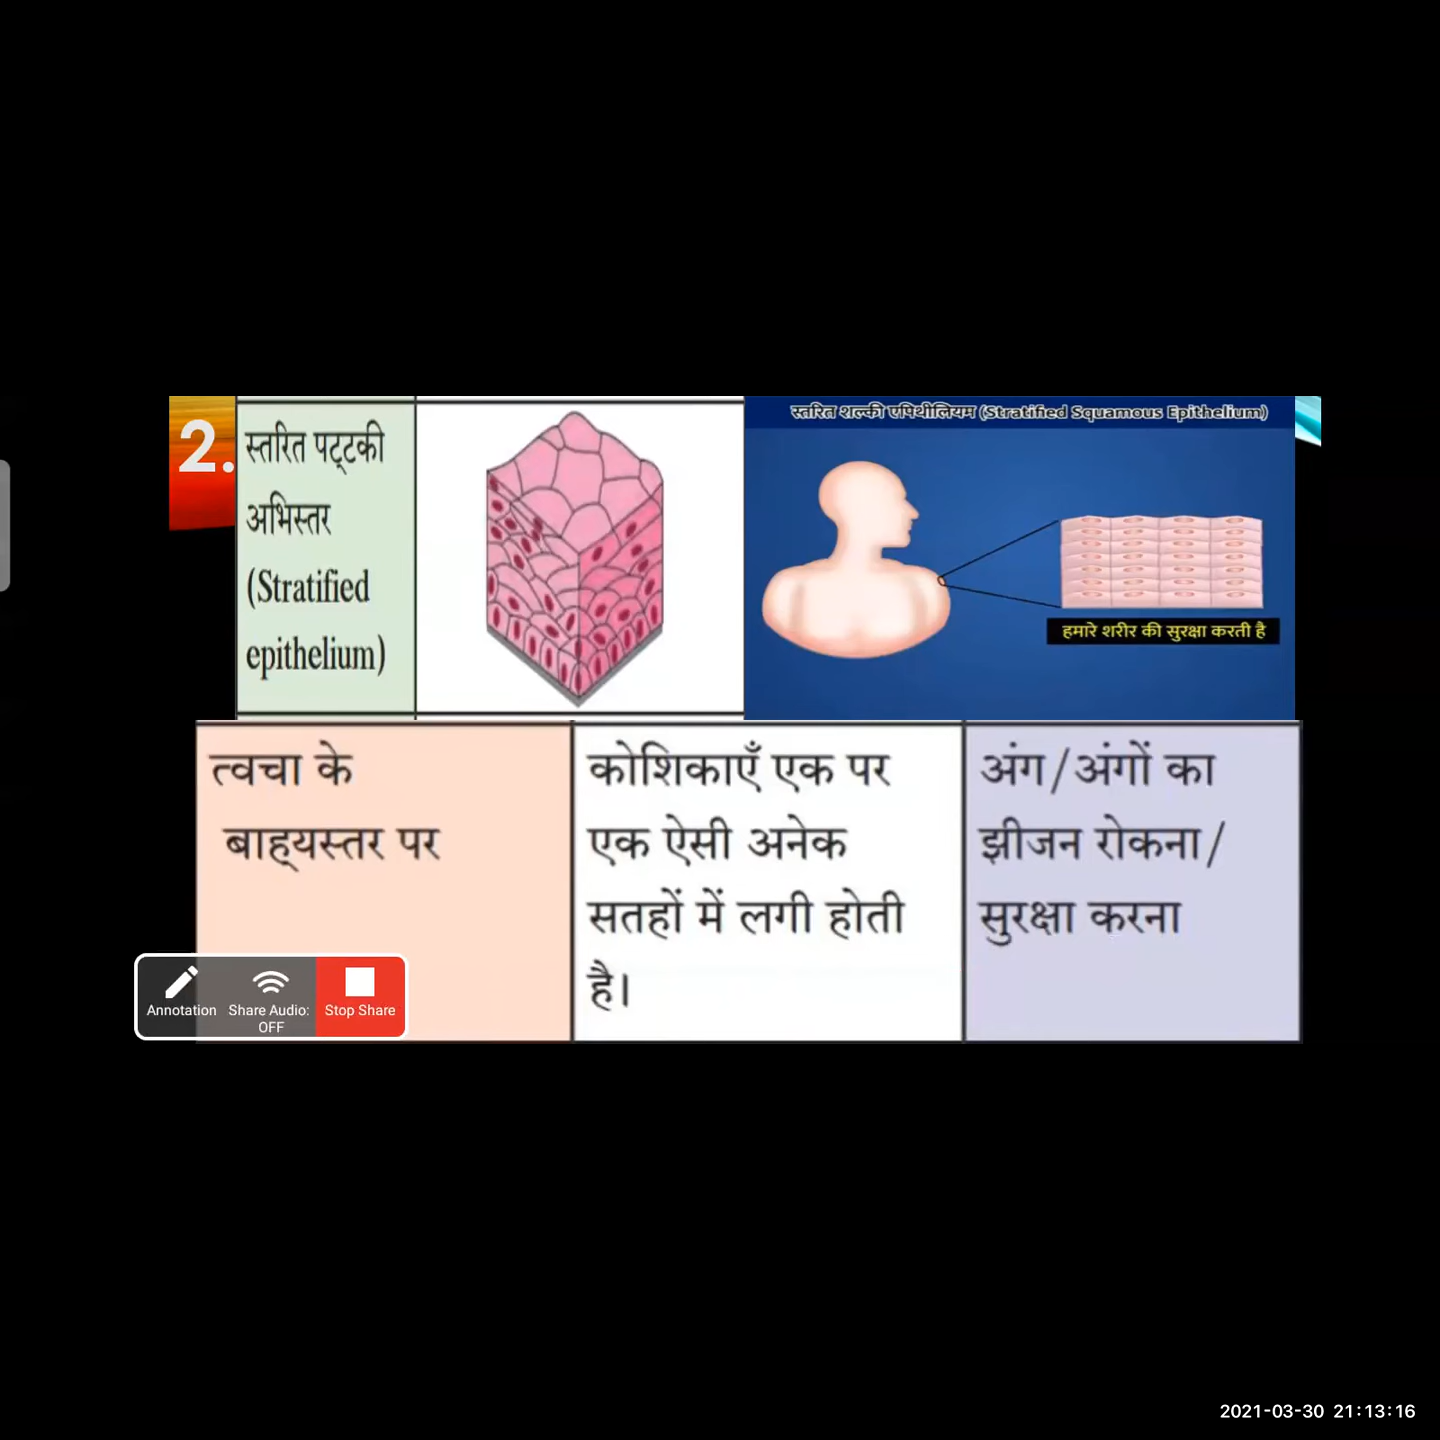 2.
स्तरित पट्टकी
अभिस्तर
(Stratified
epithelium)
स्तरित शल्की एपिथीलियम (Stratified Squamous Epithelium)
हमारे शरीर की सुरक्षा करती है
त्वचा के
बाह्यस्तर पर
कोशिकाएँ एक पर
एक ऐसी अनेक
सतहों में लगी होती
है।
अंग/अंगों का
झीजन रोकना/
सुरक्षा करना
Annotation
Share Audio:
OFF
Stop Share
2021-03-30 21:13:16